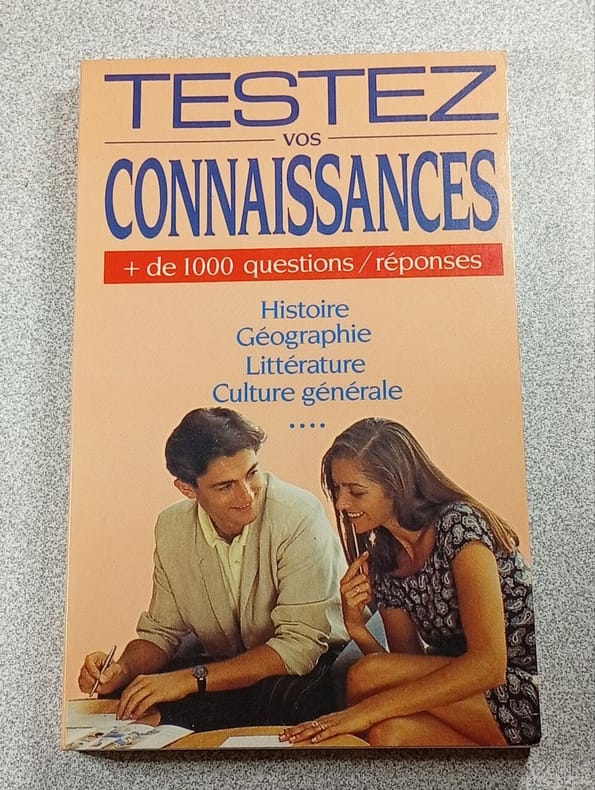 TESTEZ
VOS
CONNAISSANCES
+ de 1000 questions / réponses
Histoire
Géographie
Littérature
Culture générale
....